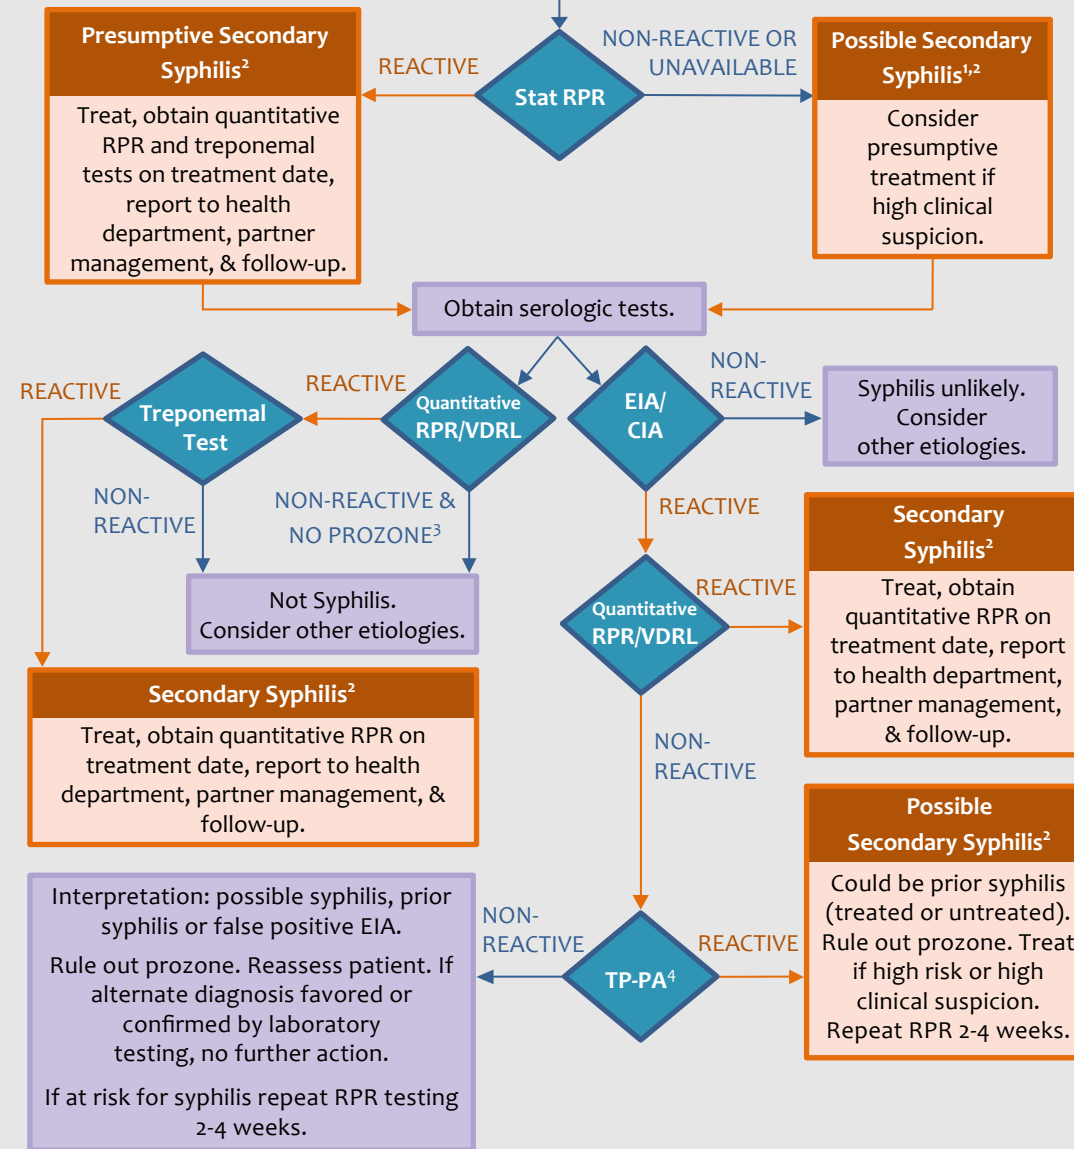 Presumptive Secondary
Syphilis²
Treat, obtain quantitative
RPR and treponemal
tests on treatment date,
report to health
department, partner
management, & follow-up.
REACTIVE
Stat RPR
NON-REACTIVE OR
UNAVAILABLE
Possible Secondary
Syphilis¹,²
Consider
presumptive
treatment if
high clinical
suspicion.
Obtain serologic tests.
REACTIVE
Treponemal
Test
REACTIVE
Quantitative
RPR/VDRL
EIA/
CIA
NON-
REACTIVE
Syphilis unlikely.
Consider
other etiologies.
NON-
REACTIVE
NON-REACTIVE &
NO PROZONE³
Not Syphilis.
Consider other etiologies.
REACTIVE
Quantitative
RPR/VDRL
REACTIVE
Secondary
Syphilis²
Treat, obtain
quantitative RPR on
treatment date, report
to health department,
partner management,
& follow-up.
Secondary Syphilis²
Treat, obtain quantitative RPR on
treatment date, report to health
department, partner management, &
follow-up.
NON-
REACTIVE
Possible
Secondary Syphilis²
Could be prior syphilis
(treated or untreated).
Rule out prozone. Treat
if high risk or high
clinical suspicion.
Repeat RPR 2-4 weeks.
Interpretation: possible syphilis, prior
syphilis or false positive EIA.
Rule out prozone. Reassess patient. If
alternate diagnosis favored or
confirmed by laboratory
testing, no further action.
If at risk for syphilis repeat RPR testing
2-4 weeks.
NON-
REACTIVE
TP-PA⁴
REACTIVE